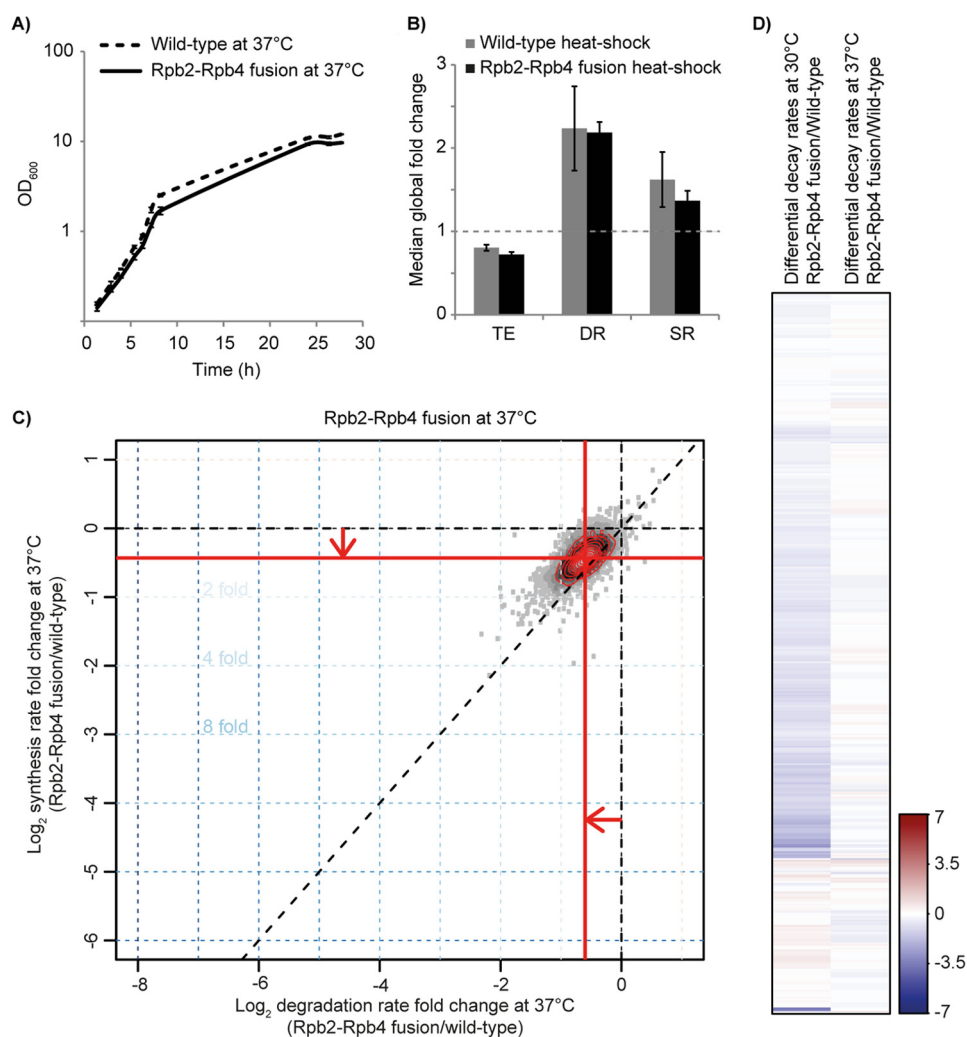 A)
Wild-type at 37°C
Rpb2-Rpb4 fusion at 37°C
100
10
1
OD600
0
5
10
15
20
25
30
Time (h)
B)
Wild-type heat-shock
Rpb2-Rpb4 fusion heat-shock
3
2
1
0
Median global fold change
TE
DR
SR
C)
Rpb2-Rpb4 fusion at 37°C
1
0
-1
-2
-3
-4
-5
-6
2 fold
4 fold
8 fold
Log2 synthesis rate fold change at 37°C
(Rpb2-Rpb4 fusion/wild-type)
-8
-6
-4
-2
0
Log2 degradation rate fold change at 37°C
(Rpb2-Rpb4 fusion/wild-type)
D)
Differential decay rates at 30°C
Rpb2-Rpb4 fusion/Wild-type
Differential decay rates at 37°C
Rpb2-Rpb4 fusion/Wild-type
7
3.5
0
-3.5
-7